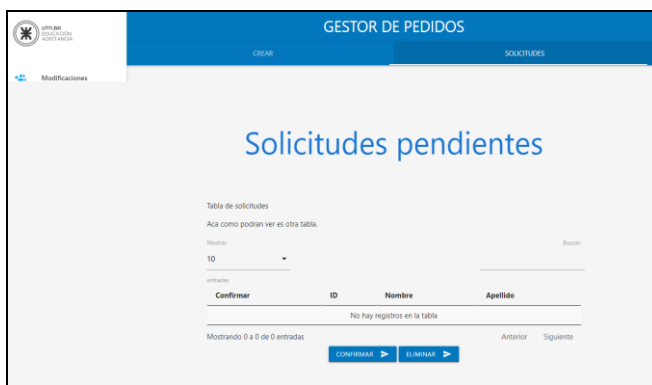 UTN.BA
EDUCACIÓN
ADISTANCIA
GESTOR DE PEDIDOS
CREAR
SOLICITUDES
Modificaciones
Solicitudes pendientes
Tabla de solicitudes
Aca como podran ver es otra tabla.
Mostrar
Buscar:
10
entradas
Confirmar ID Nombre Apellido
No hay registros en la tabla
Mostrando 0 a 0 de 0 entradas
Anterior Siguiente
CONFIRMAR ELIMINAR